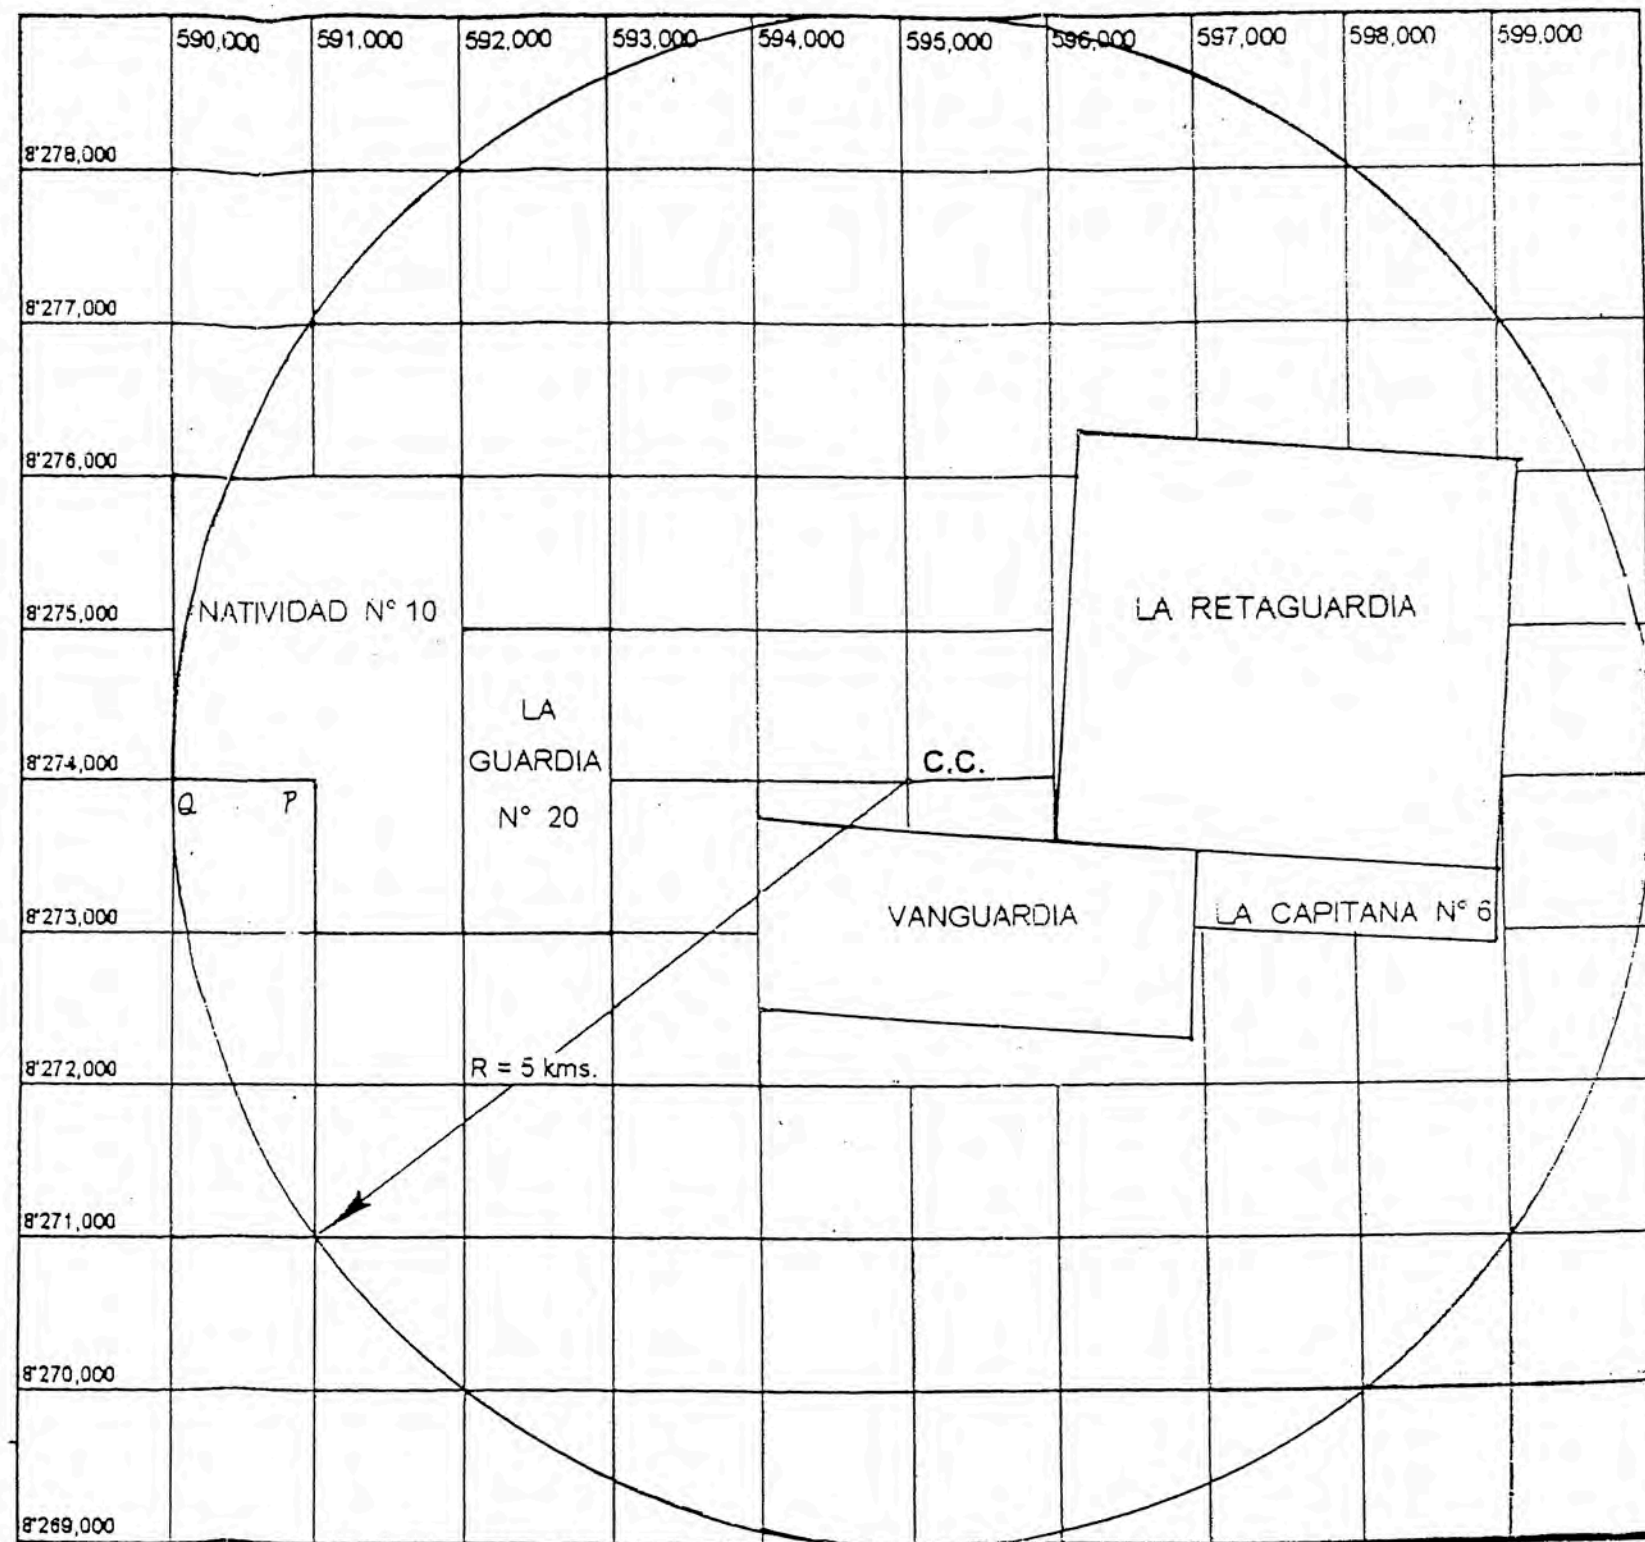 590,000 591,000 592,000 593,000 594,000 595,000 596,000 597,000 598,000 599,000
8'278,000
8'277,000
8'276,000
8'275,000
NATIVIDAD N° 10
LA RETAGUARDIA
LA
GUARDIA
N° 20
8'274,000
C.C.
Q P
8'273,000
VANGUARDIA
LA CAPITANA N° 6
8'272,000
R = 5 kms.
8'271,000
8'270,000
8'269,000